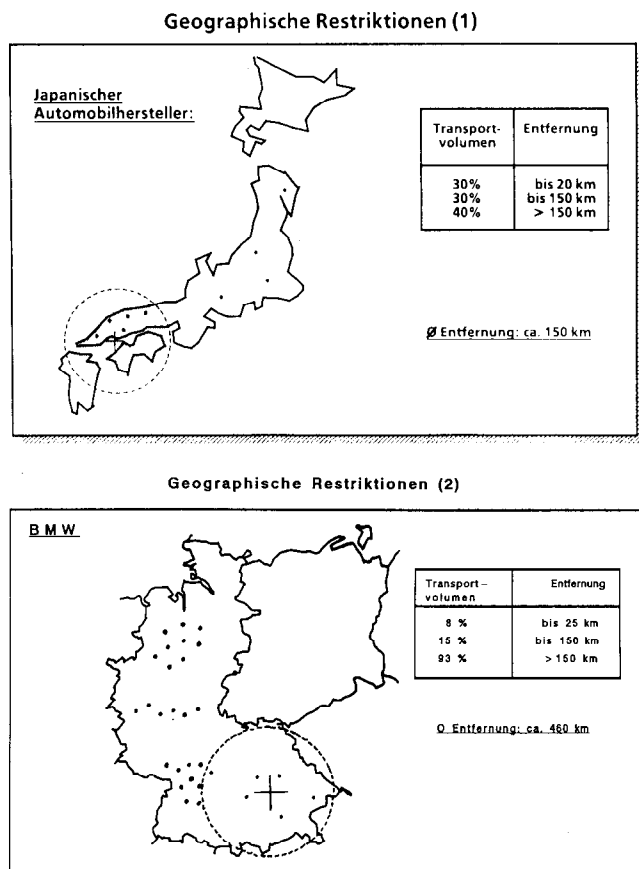 Geographische Restriktionen (1)
Japanischer
Automobilhersteller:
Transport- Entfernung
volumen
30% bis 20 km
30% bis 150 km
40% > 150 km
Ø Entfernung: ca. 150 km
Geographische Restriktionen (2)
BMW
Transport- Entfernung
volumen
8 % bis 25 km
15 % bis 150 km
93 % > 150 km
O Entfernung: ca. 460 km